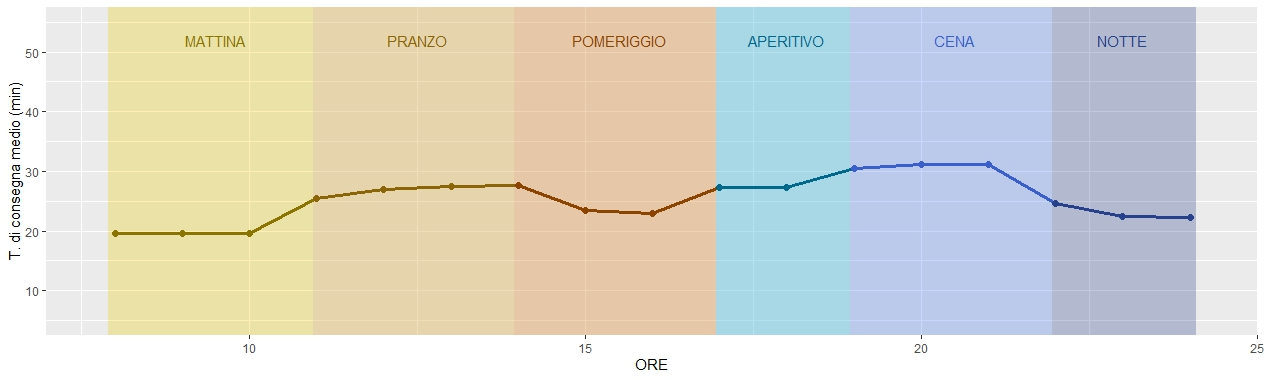 MATTINA PRANZO POMERIGGIO APERITIVO CENA NOTTE
T. di consegna medio (min)
50
40
30
20
10
10 15 20 25
ORE